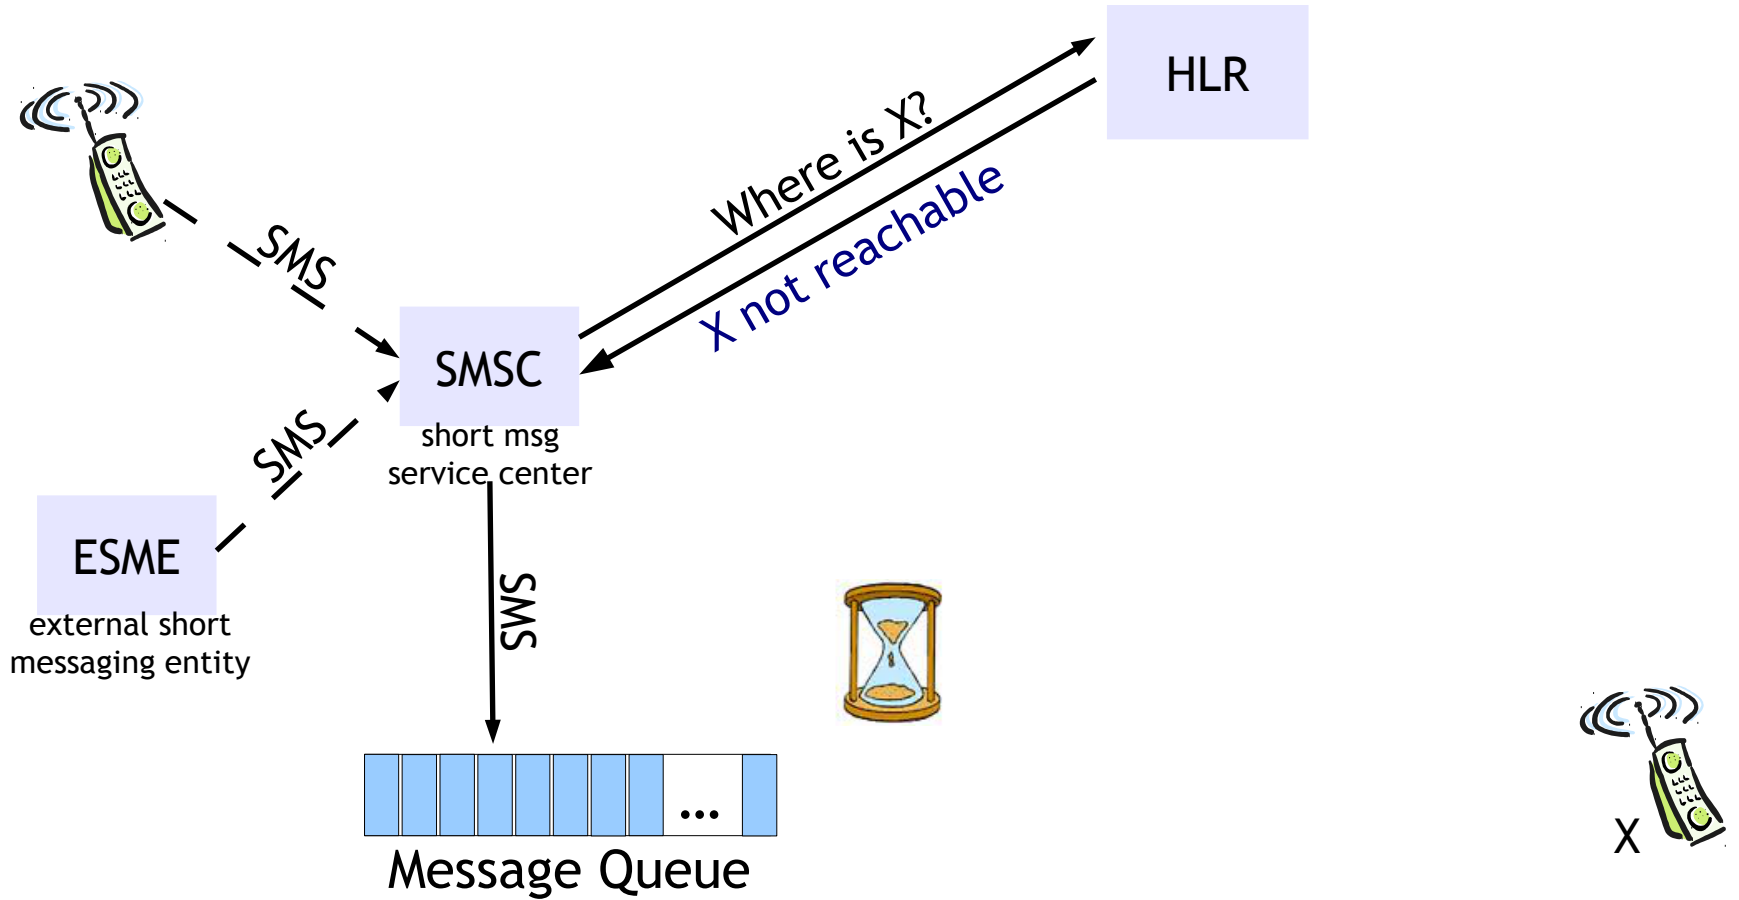 HLR
Where is X?
X not reachable
SMS
SMSC
short msg
service center
SMS
ESME
external short
messaging entity
SMS
X
...
Message Queue